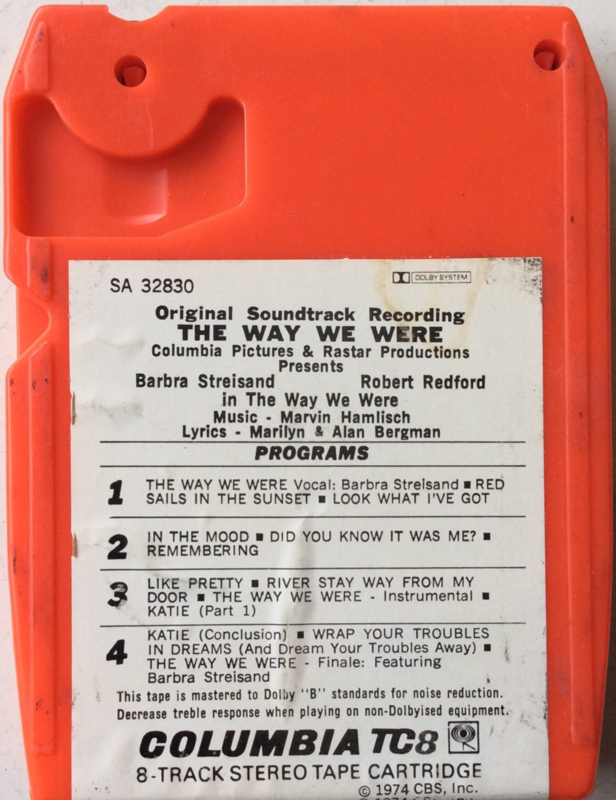 SA 32830
DOLBY SYSTEM
Original Soundtrack Recording
THE WAY WE WERE
Columbia Pictures & Rastar Productions
Presents
Barbra Streisand Robert Redford
in The Way We Were
Music - Marvin Hamlisch
Lyrics - Marilyn & Alan Bergman
PROGRAMS
1 THE WAY WE WERE Vocal: Barbra Streisand ■ RED
SAILS IN THE SUNSET ■ LOOK WHAT I'VE GOT
2 IN THE MOOD ■ DID YOU KNOW IT WAS ME? ■
REMEMBERING
3 LIKE PRETTY ■ RIVER STAY WAY FROM MY
DOOR ■ THE WAY WE WERE - Instrumental ■
KATIE (Part 1)
4 KATIE (Conclusion) ■ WRAP YOUR TROUBLES
IN DREAMS (And Dream Your Troubles Away) ■
THE WAY WE WERE - Finale: Featuring
Barbra Streisand
This tape is mastered to Dolby "B" standards for noise reduction.
Decrease treble response when playing on non-Dolbyised equipment.
COLUMBIA TC8
8-TRACK STEREO TAPE CARTRIDGE
© 1974 CBS, Inc.